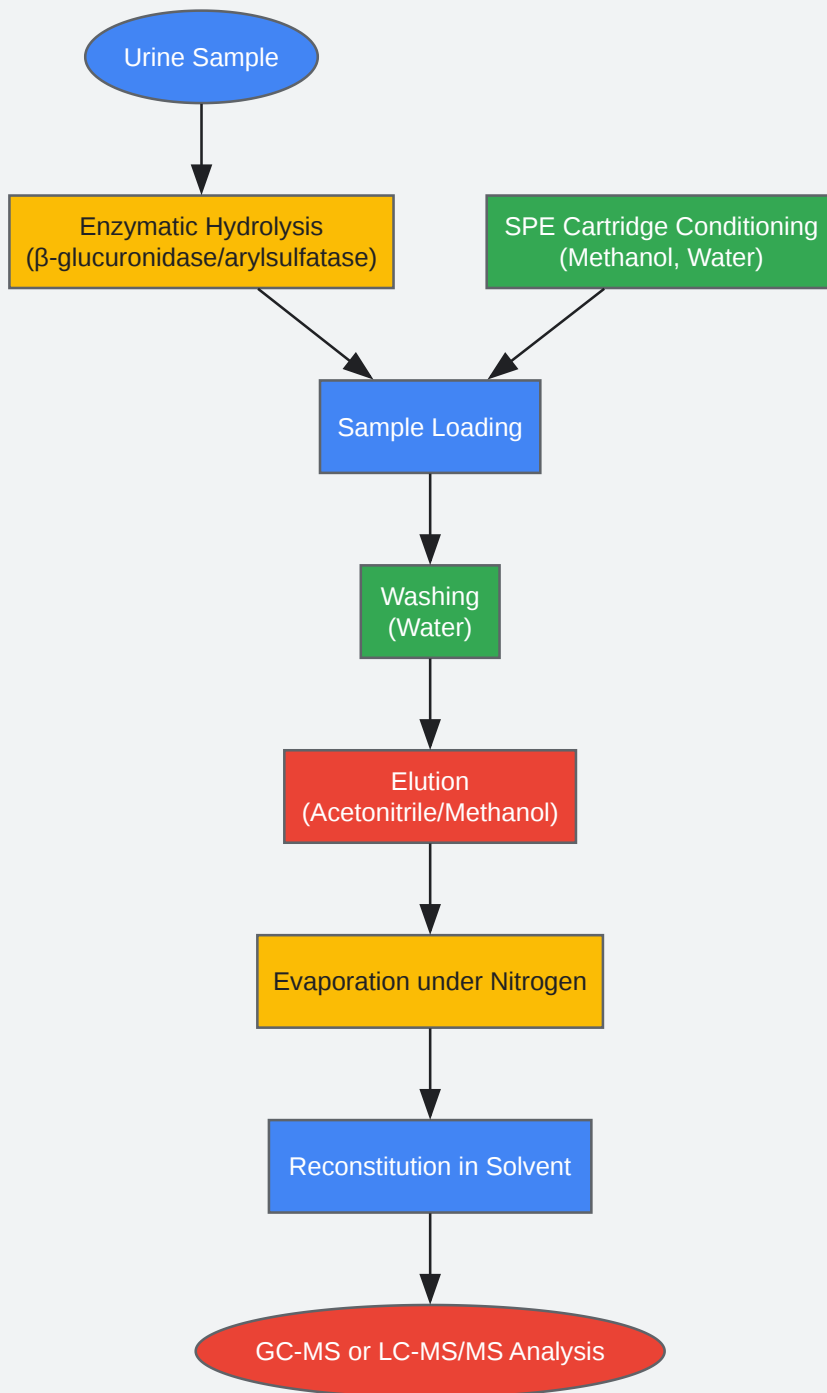 Urine Sample
Enzymatic Hydrolysis
(β-glucuronidase/arylsulfatase)
SPE Cartridge Conditioning
(Methanol, Water)
Sample Loading
Washing
(Water)
Elution
(Acetonitrile/Methanol)
Evaporation under Nitrogen
Reconstitution in Solvent
GC-MS or LC-MS/MS Analysis